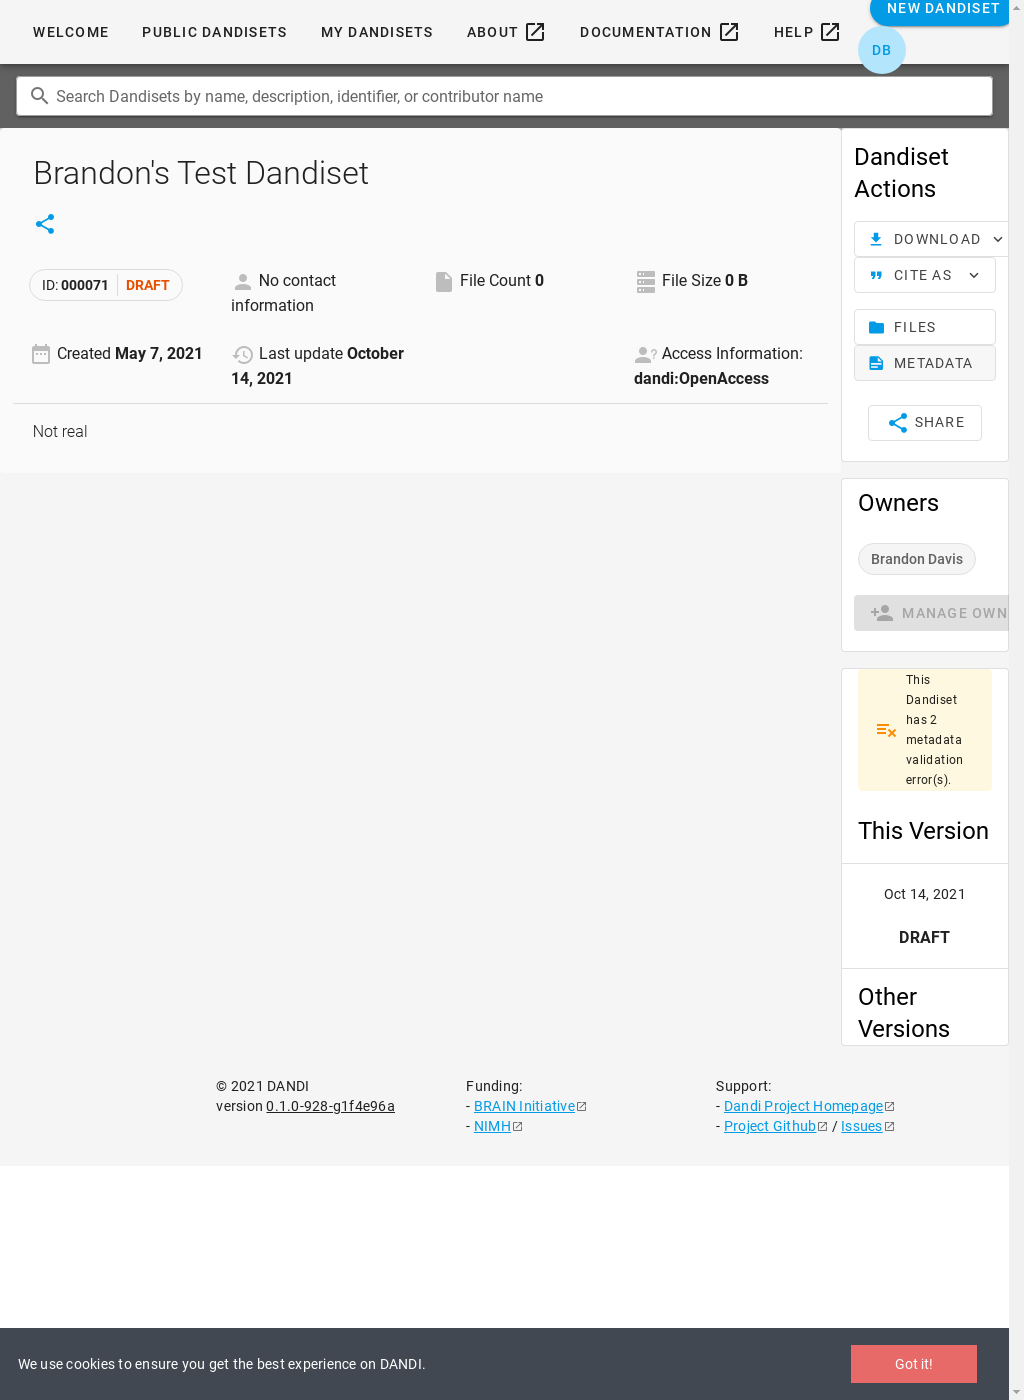 WELCOME
PUBLIC DANDISETS
MY DANDISETS
ABOUT
DOCUMENTATION
HELP
NEW DANDISET
DB
Search Dandisets by name, description, identifier, or contributor name
Brandon's Test Dandiset
ID: 000071 DRAFT
No contact
information
File Count 0
File Size 0 B
Created May 7, 2021
Last update October
14, 2021
Access Information:
dandi:OpenAccess
Not real
Dandiset
Actions
DOWNLOAD
CITE AS
FILES
METADATA
SHARE
Owners
Brandon Davis
MANAGE OWN
This
Dandiset
has 2
metadata
validation
error(s).
This Version
Oct 14, 2021
DRAFT
Other
Versions
© 2021 DANDI
version 0.1.0-928-g1f4e96a
Funding:
- BRAIN Initiative
- NIMH
Support:
- Dandi Project Homepage
- Project Github / Issues
We use cookies to ensure you get the best experience on DANDI.
Got it!